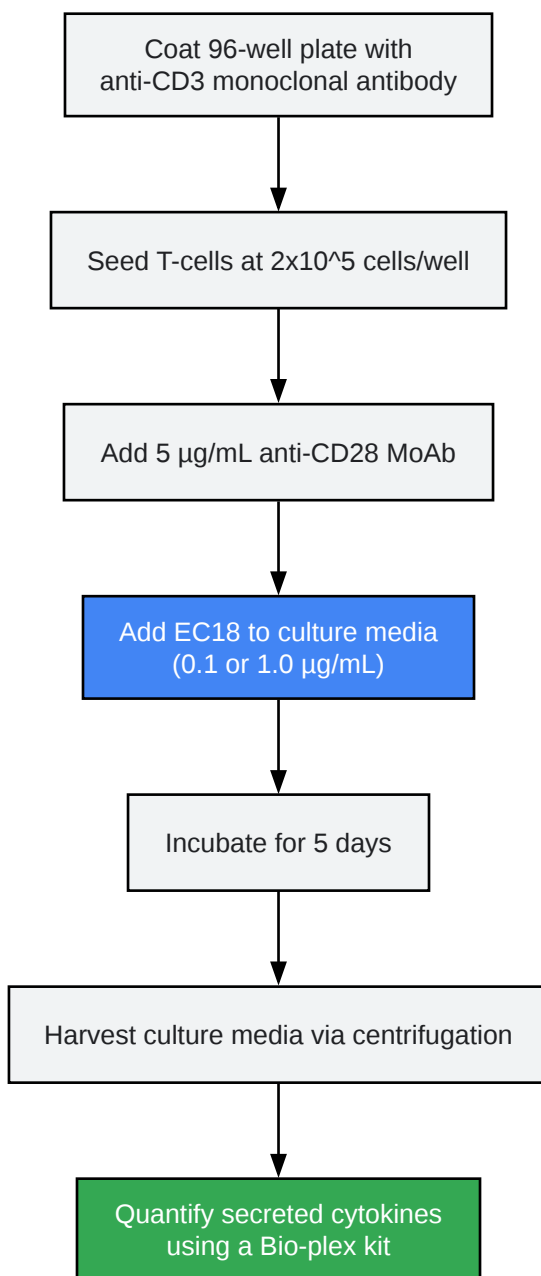 Coat 96-well plate with
anti-CD3 monoclonal antibody
Seed T-cells at 2x10^5 cells/well
Add 5 µg/mL anti-CD28 MoAb
Add EC18 to culture media
(0.1 or 1.0 µg/mL)
Incubate for 5 days
Harvest culture media via centrifugation
Quantify secreted cytokines
using a Bio-plex kit